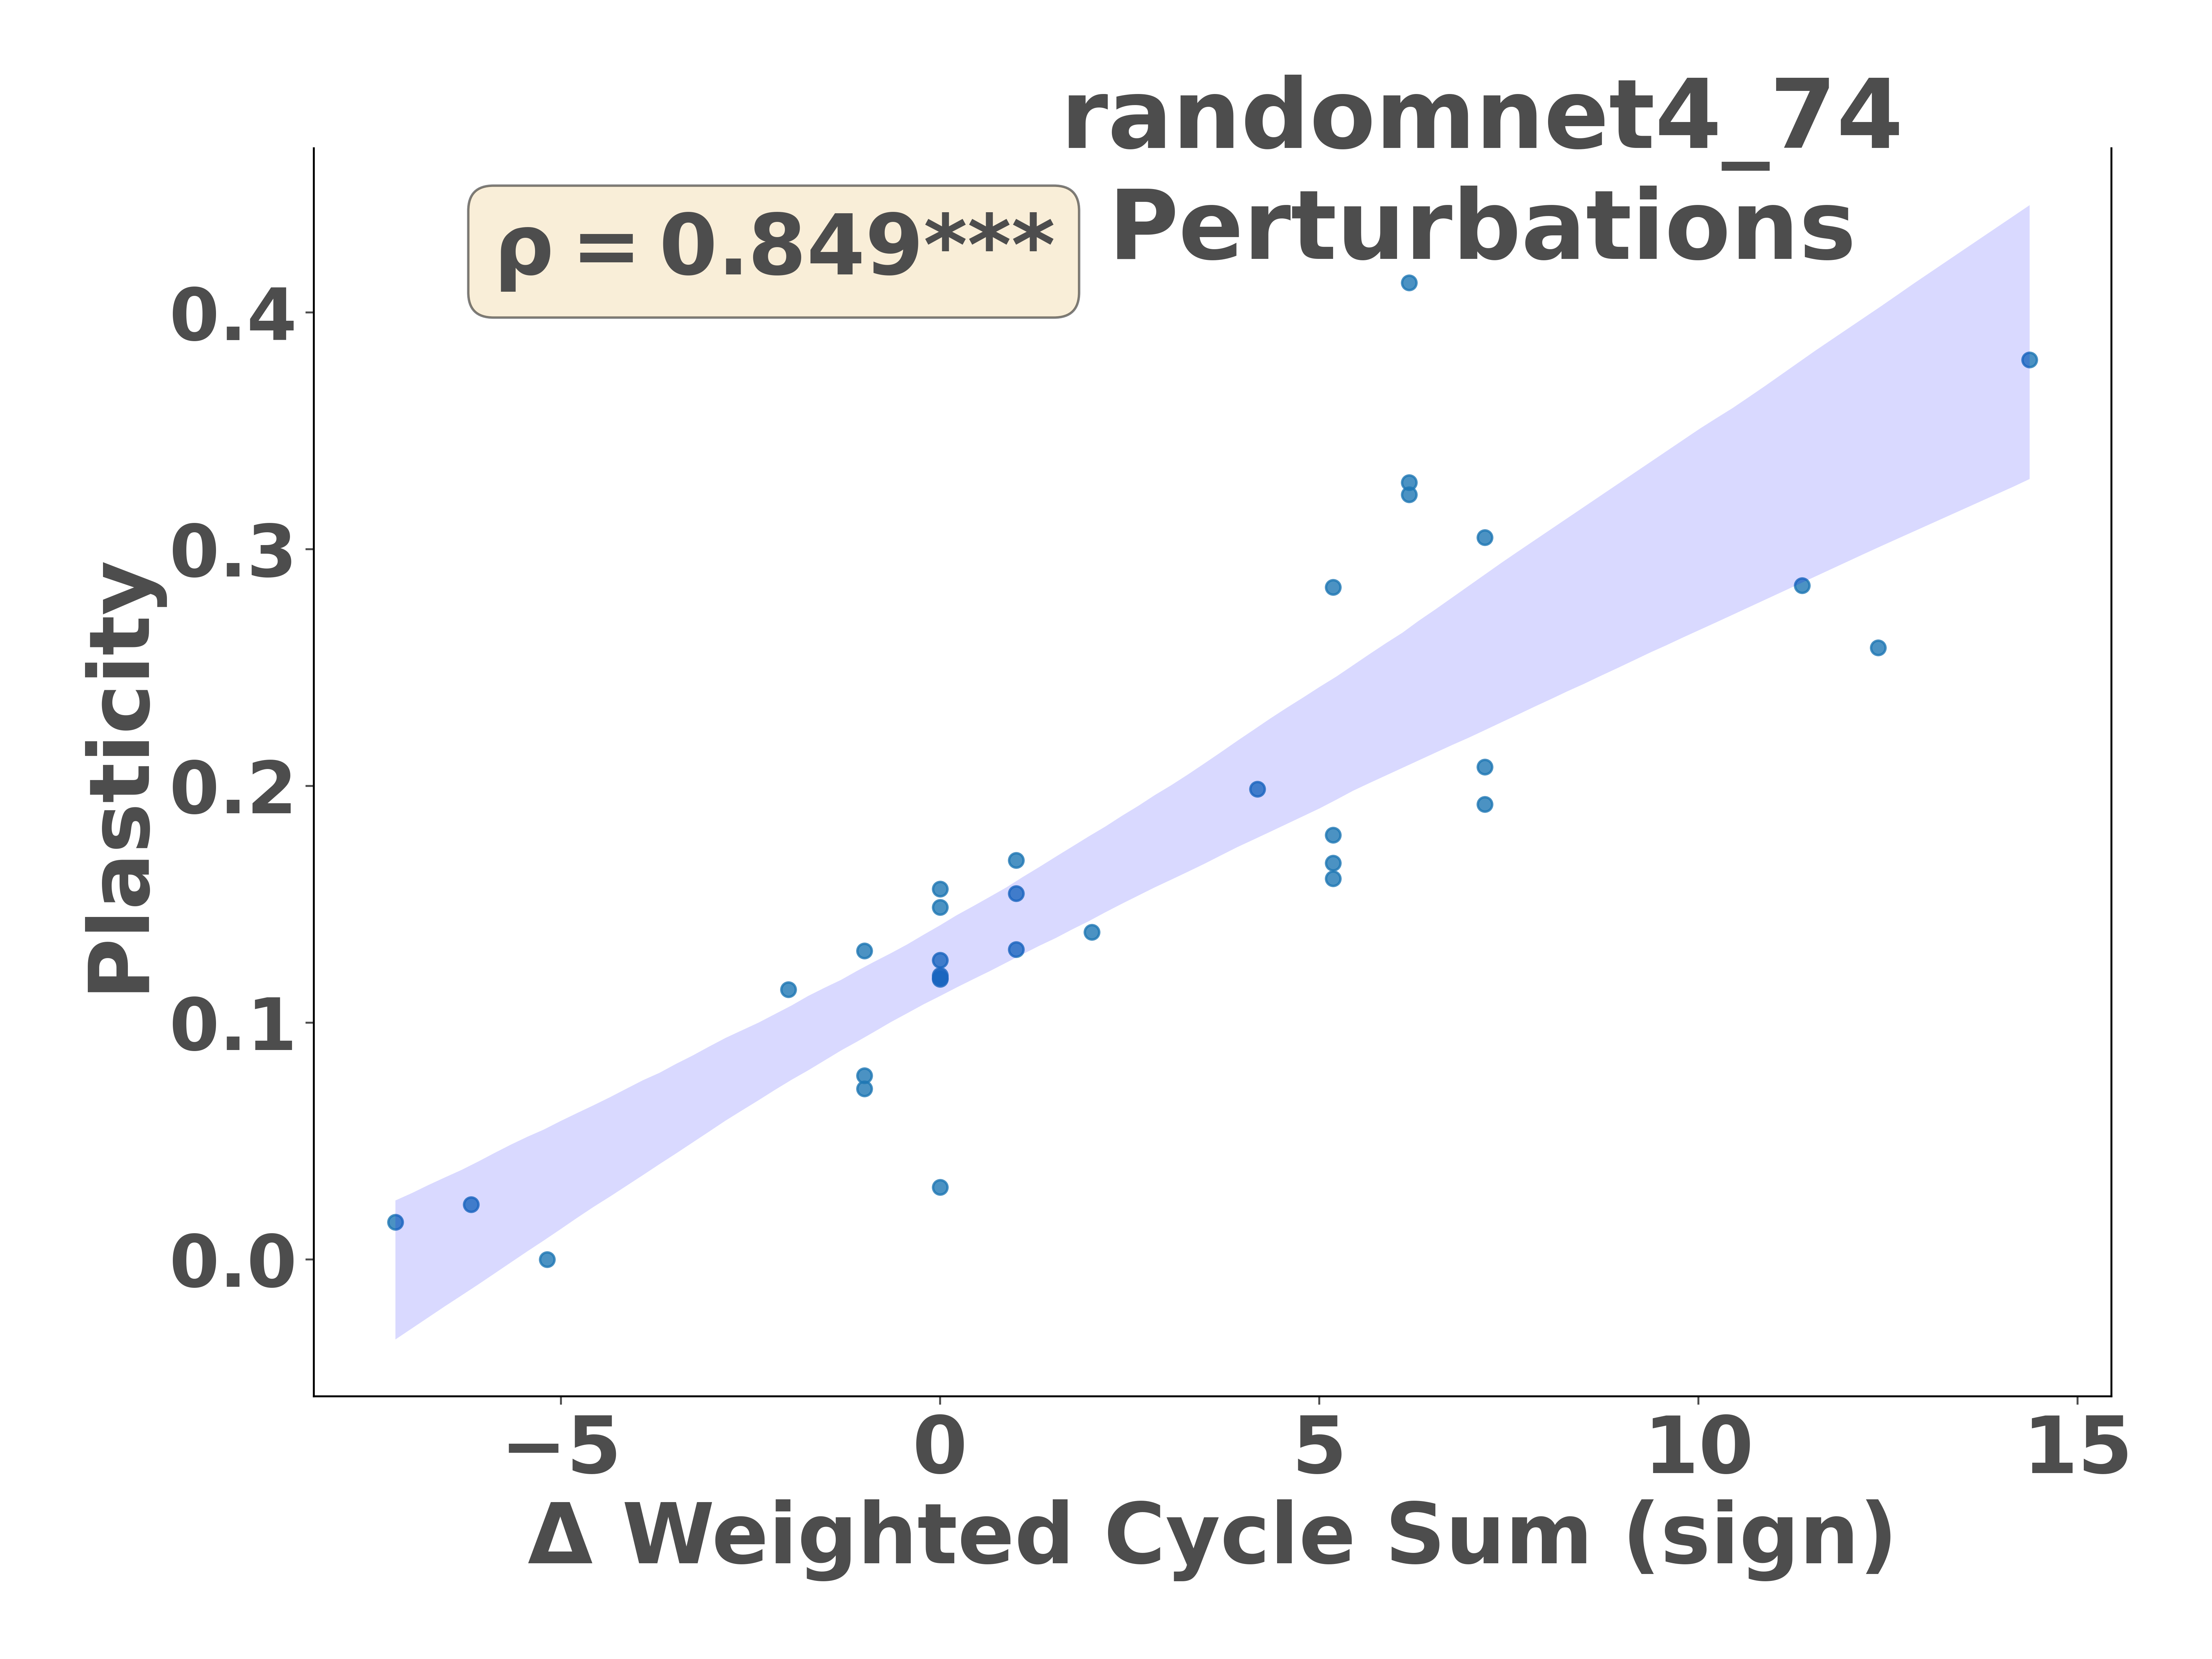 randomnet4_74
Perturbations
ρ = 0.849***
0.4
0.3
0.2
0.1
0.0
Plasticity
−5 0 5 10 15
Δ Weighted Cycle Sum (sign)